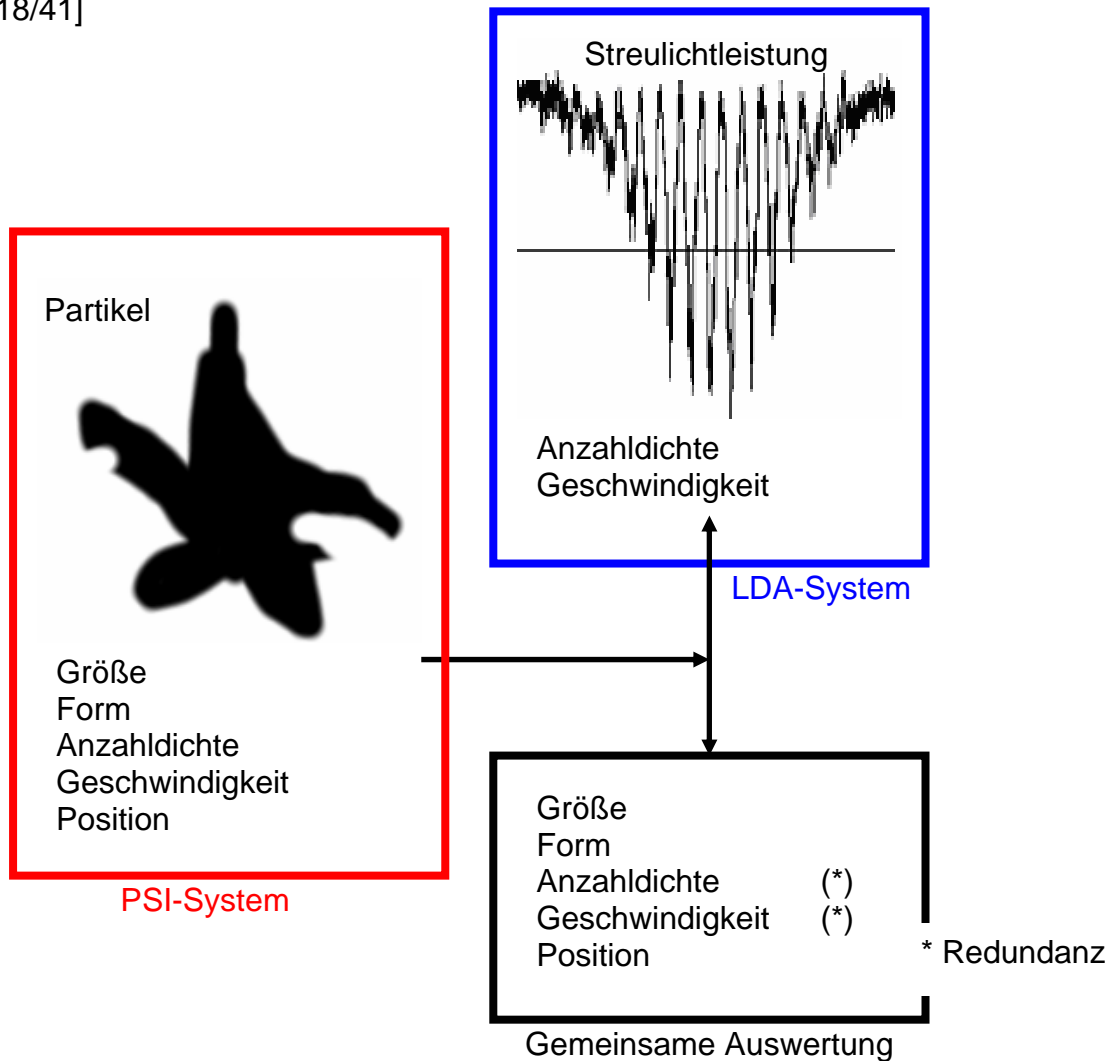 18/41]
Streulichtleistung
Anzahldichte
Geschwindigkeit
LDA-System
Partikel
Größe
Form
Anzahldichte
Geschwindigkeit
Position
PSI-System
Größe
Form
Anzahldichte (*)
Geschwindigkeit (*)
Position
* Redundanz
Gemeinsame Auswertung